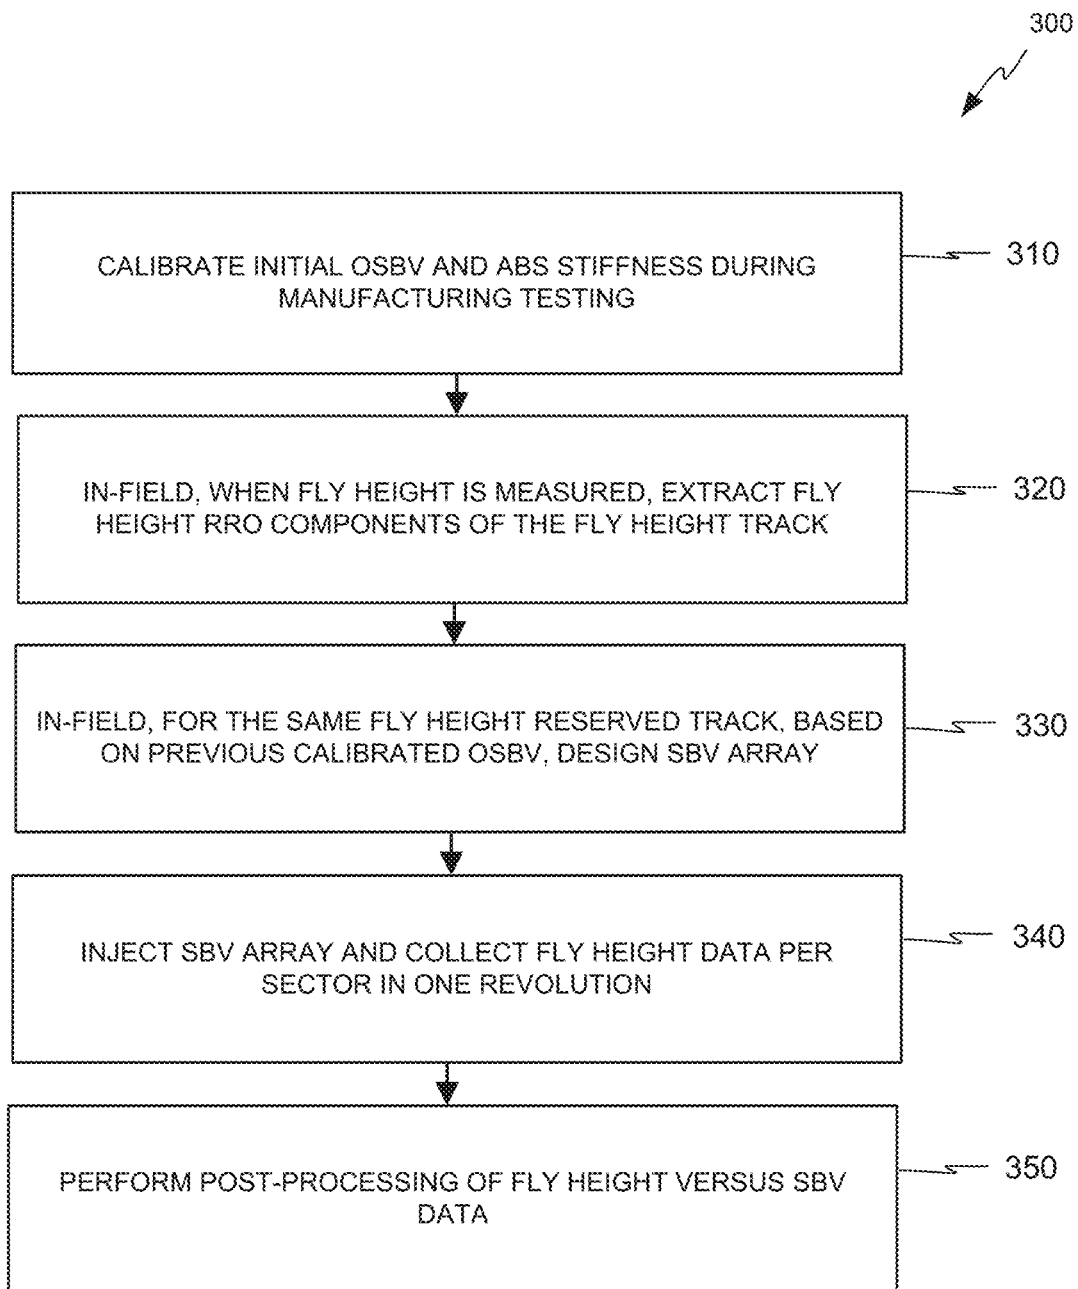 300
CALIBRATE INITIAL OSBV AND ABS STIFFNESS DURING
MANUFACTURING TESTING
310
IN-FIELD, WHEN FLY HEIGHT IS MEASURED, EXTRACT FLY
HEIGHT RRO COMPONENTS OF THE FLY HEIGHT TRACK
320
IN-FIELD, FOR THE SAME FLY HEIGHT RESERVED TRACK, BASED
ON PREVIOUS CALIBRATED OSBV, DESIGN SBV ARRAY
330
INJECT SBV ARRAY AND COLLECT FLY HEIGHT DATA PER
SECTOR IN ONE REVOLUTION
340
PERFORM POST-PROCESSING OF FLY HEIGHT VERSUS SBV
DATA
350